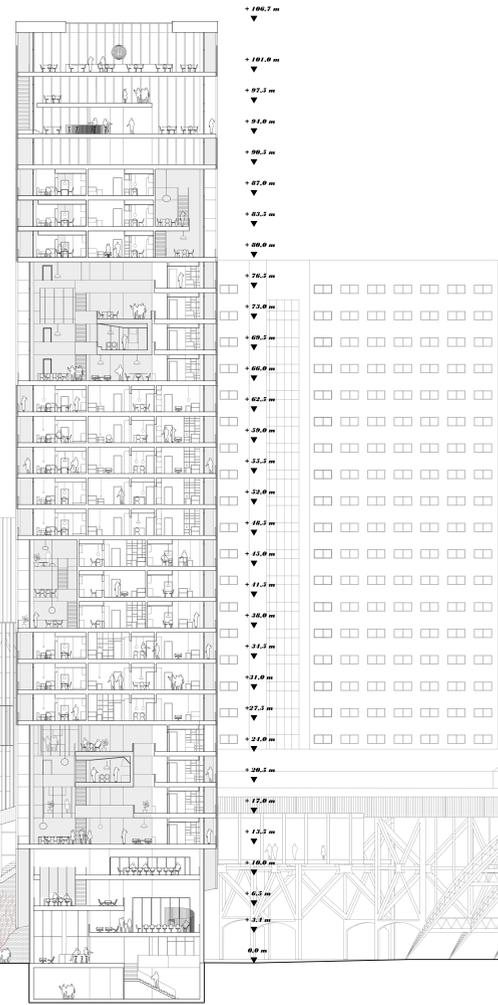 + 106,7 m
+ 101,0 m
+ 97,5 m
+ 94,0 m
+ 90,5 m
+ 87,0 m
+ 83,5 m
+ 80,0 m
+ 76,5 m
+ 73,0 m
+ 69,5 m
+ 66,0 m
+ 62,5 m
+ 59,0 m
+ 55,5 m
+ 52,0 m
+ 48,5 m
+ 45,0 m
+ 41,5 m
+ 38,0 m
+ 34,5 m
+31,0 m
+27,5 m
+ 24,0 m
+ 20,5 m
+ 17,0 m
+ 13,5 m
+ 10,0 m
+ 6,5 m
+ 3,4 m
0,0 m